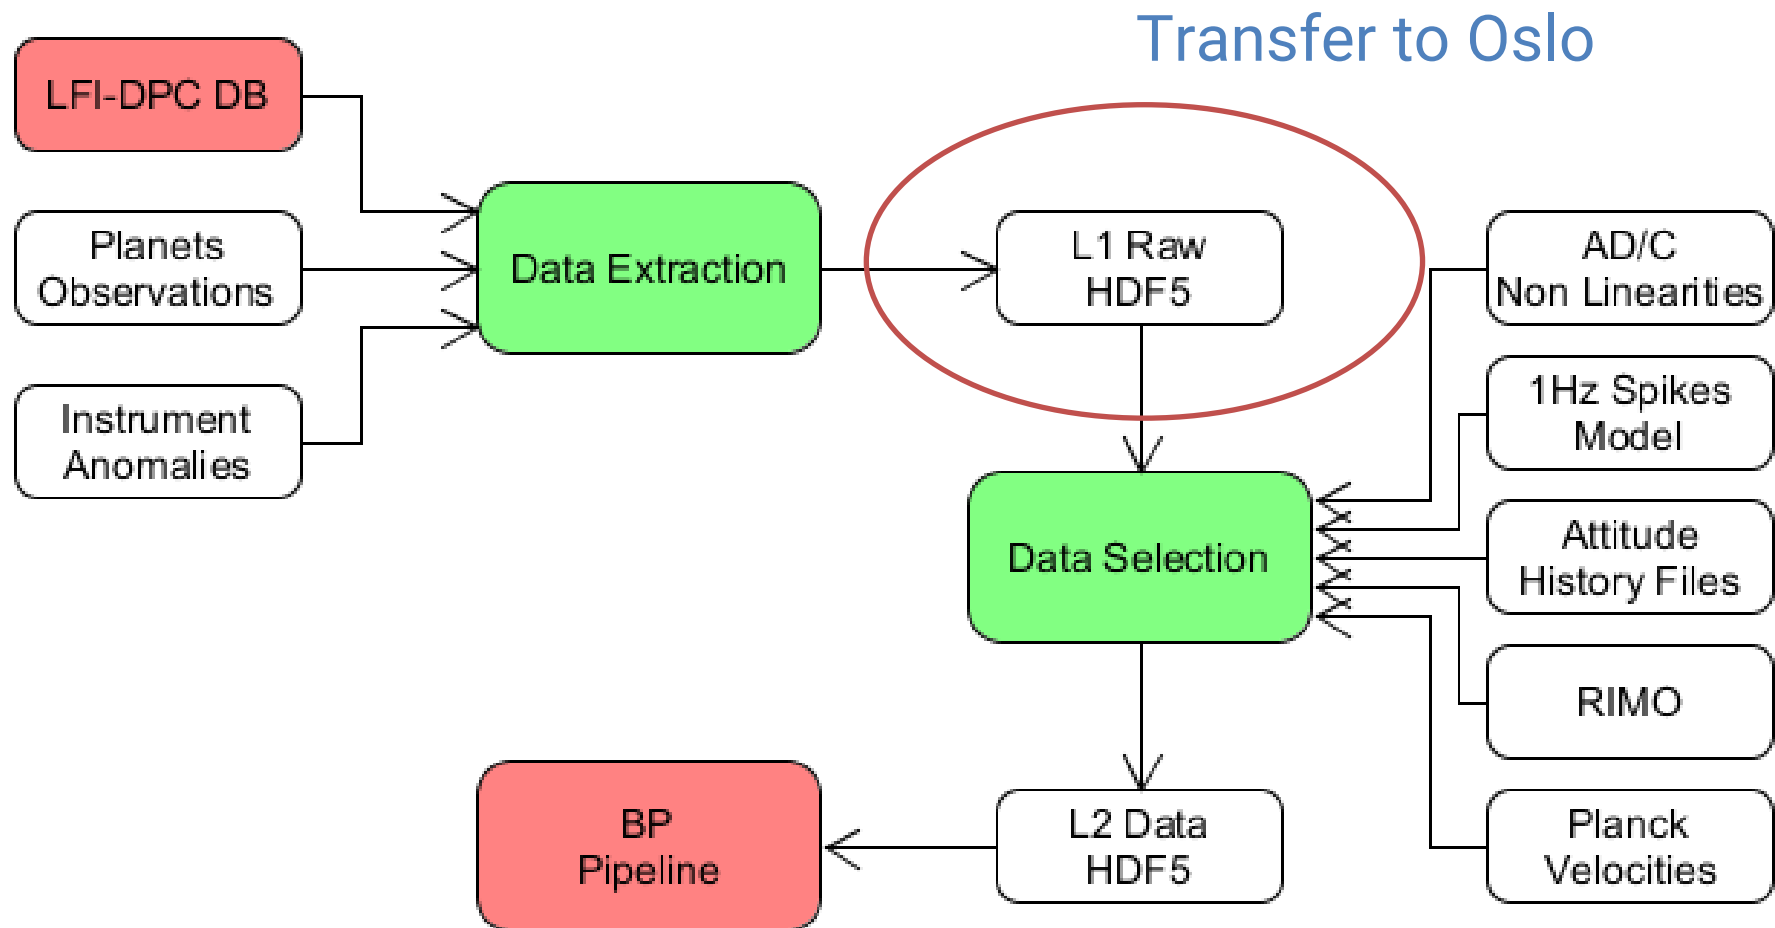 Transfer to Oslo
LFI-DPC DB
Planets
Observations
Instrument
Anomalies
Data Extraction
L1 Raw
HDF5
AD/C
Non Linearities
1Hz Spikes
Model
Attitude
History Files
RIMO
Planck
Velocities
Data Selection
L2 Data
HDF5
BP
Pipeline